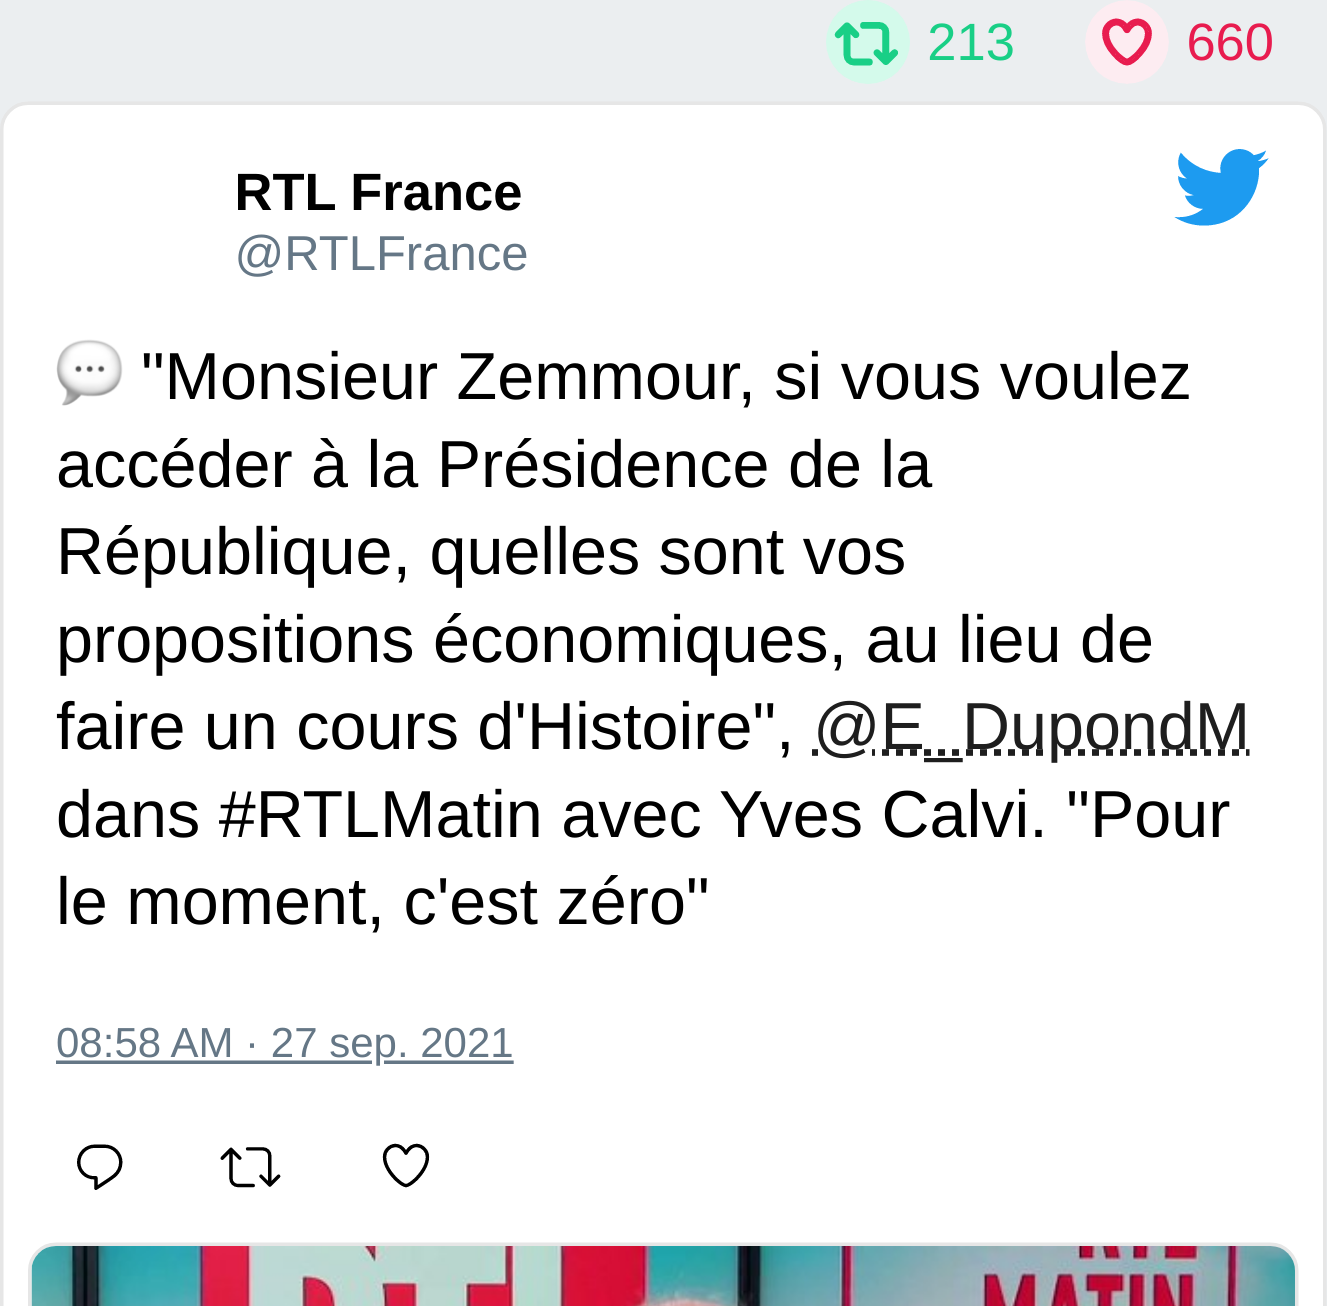 213 660
RTL France
@RTLFrance
💬 "Monsieur Zemmour, si vous voulez
accéder à la Présidence de la
République, quelles sont vos
propositions économiques, au lieu de
faire un cours d'Histoire", @E_DupondM
dans #RTLMatin avec Yves Calvi. "Pour
le moment, c'est zéro"
08:58 AM · 27 sep. 2021
RTL
MATIN